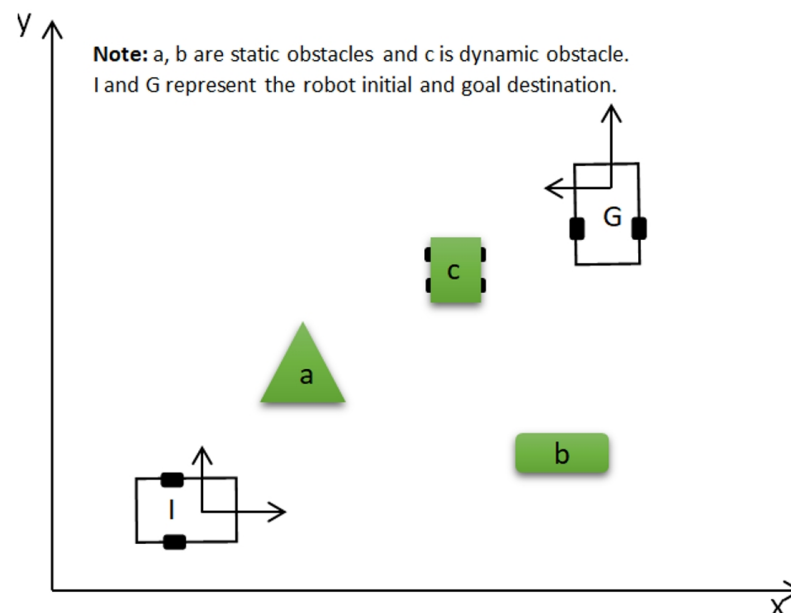 y
Note: a, b are static obstacles and c is dynamic obstacle.
I and G represent the robot initial and goal destination.
G
c
a
b
I
x